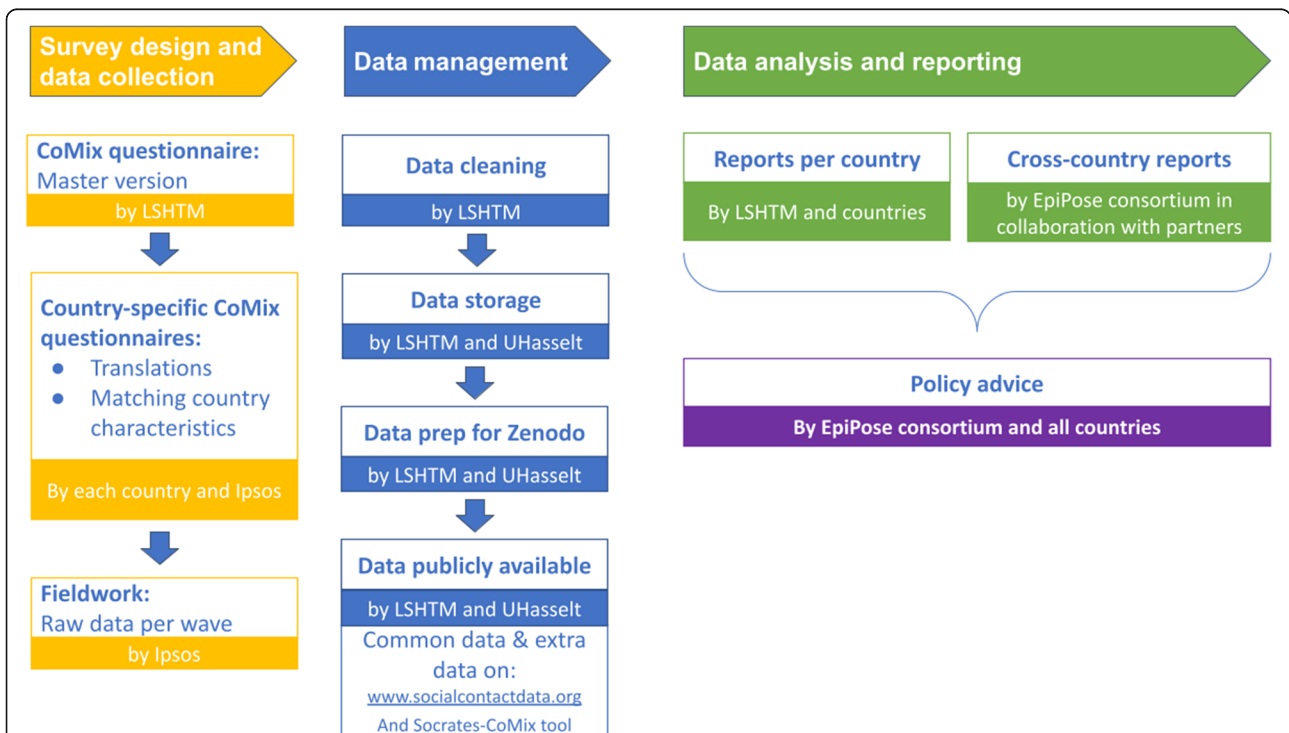 Survey design and
data collection
CoMix questionnaire:
Master version
by LSHTM
Country-specific CoMix
questionnaires:
● Translations
● Matching country
characteristics
By each country and Ipsos
Fieldwork:
Raw data per wave
by Ipsos
Data management
Data cleaning
by LSHTM
Data storage
by LSHTM and UHasselt
Data prep for Zenodo
by LSHTM and UHasselt
Data publicly available
by LSHTM and UHasselt
Common data & extra
data on:
www.socialcontactdata.org
And Socrates-CoMix tool
Data analysis and reporting
Reports per country
By LSHTM and countries
Cross-country reports
by EpiPose consortium in
collaboration with partners
Policy advice
By EpiPose consortium and all countries